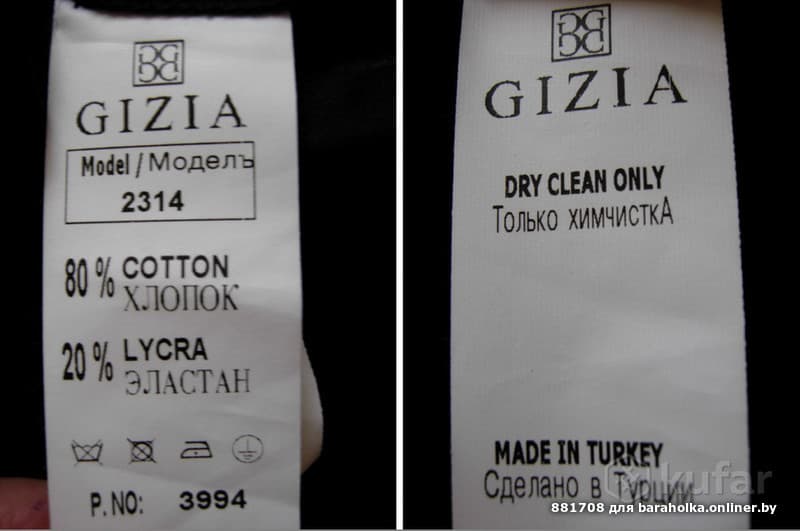 GIZIA
Model / Моделъ
2314
80 % COTTON
ХЛОПОК
20 % LYCRA
ЭЛАСТАН
P. NO: 3994
GIZIA
DRY CLEAN ONLY
Только химчисткА
MADE IN TURKEY
Сделано в Турции
kufar
881708 для baraholka.onliner.by